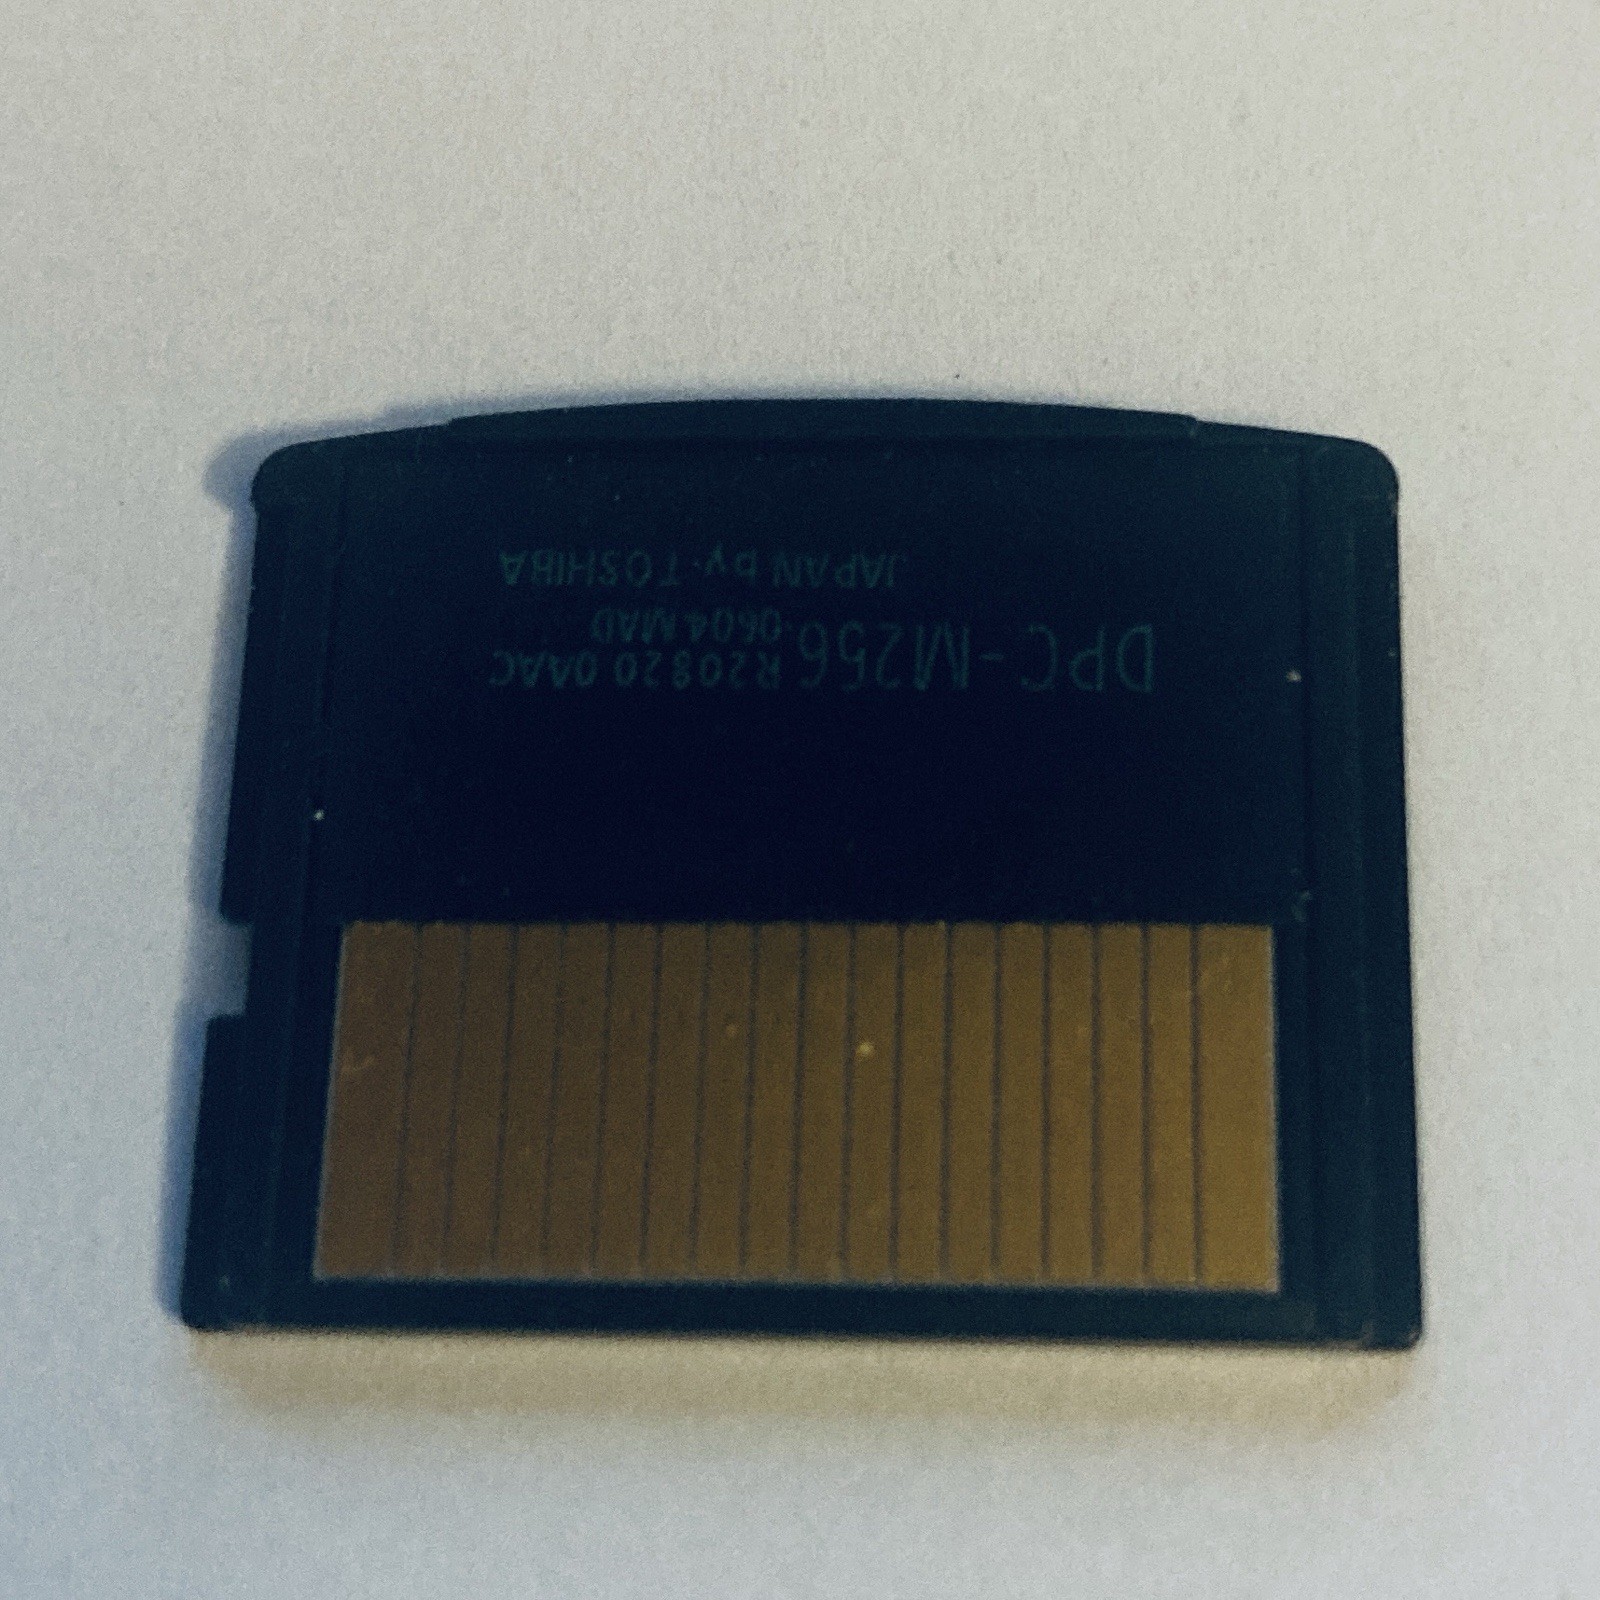 DPC-M256 R20820 0AAC
0604 MAD
JAPAN by TOSHIBA